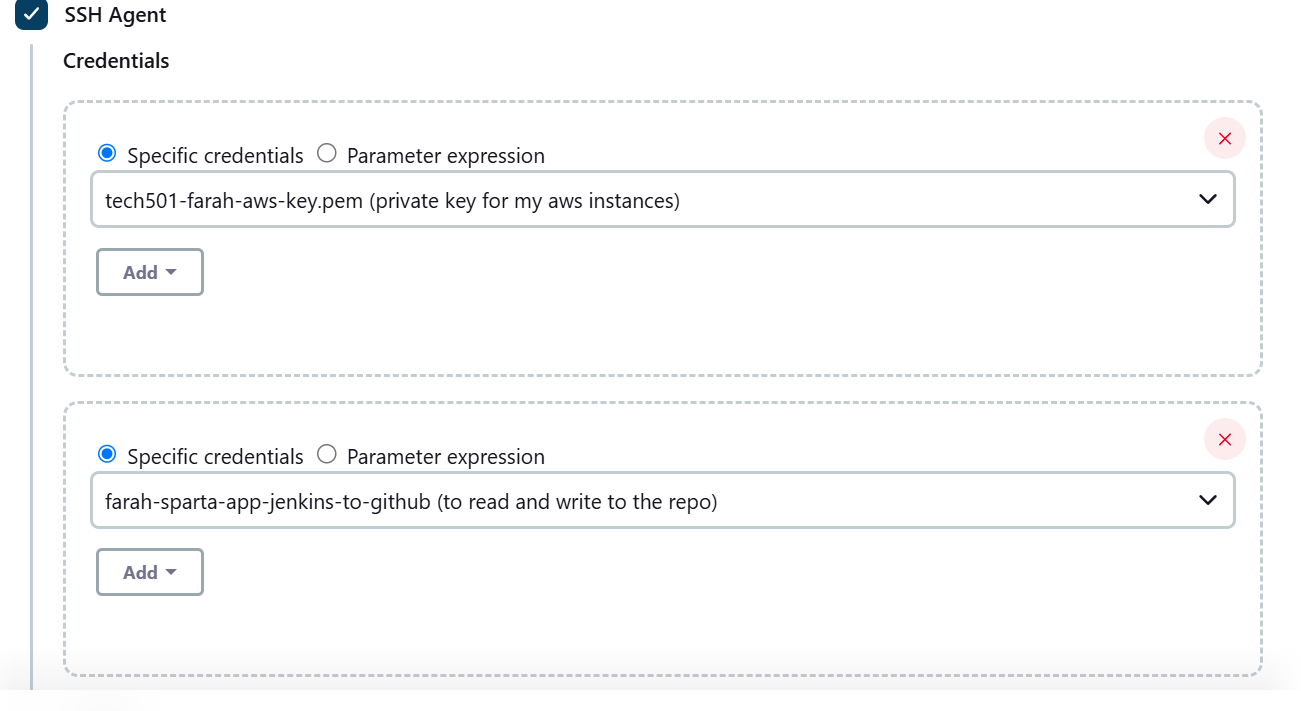 SSH Agent
Credentials
Specific credentials Parameter expression
tech501-farah-aws-key.pem (private key for my aws instances)
Add
Specific credentials Parameter expression
farah-sparta-app-jenkins-to-github (to read and write to the repo)
Add